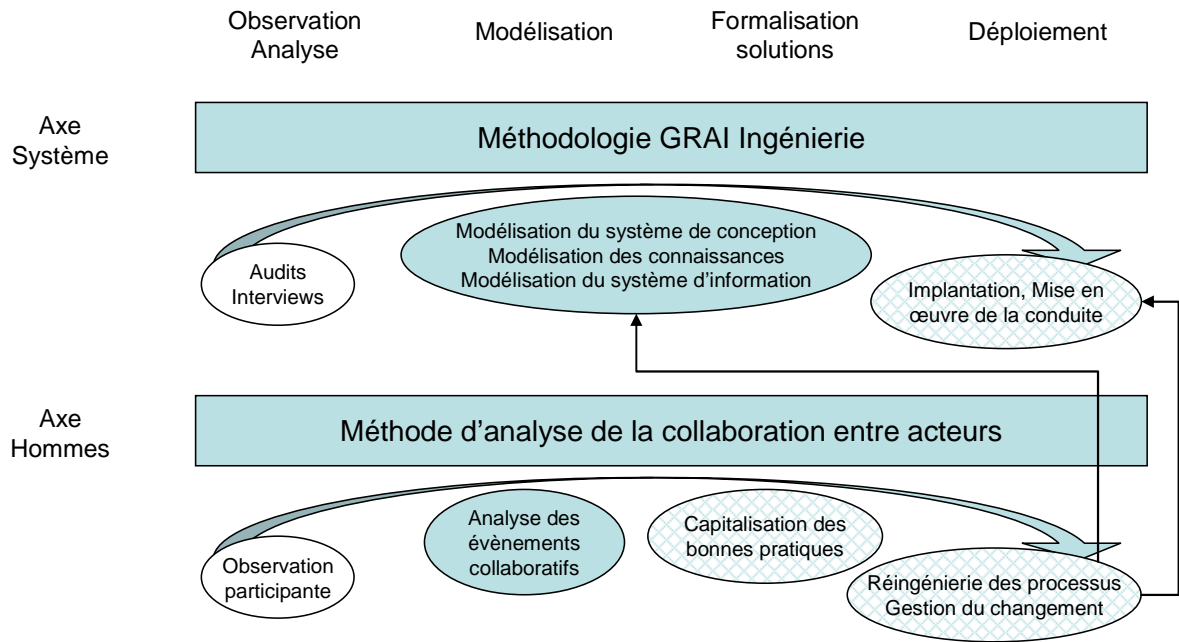 Observation
Analyse
Modélisation
Formalisation
solutions
Déploiement
Axe
Système
Méthodologie GRAI Ingénierie
Audits
Interviews
Modélisation du système de conception
Modélisation des connaissances
Modélisation du système d'information
Implantation, Mise en
œuvre de la conduite
Axe
Hommes
Méthode d'analyse de la collaboration entre acteurs
Observation
participante
Analyse des
évènements
collaboratifs
Capitalisation des
bonnes pratiques
Réingénierie des processus
Gestion du changement